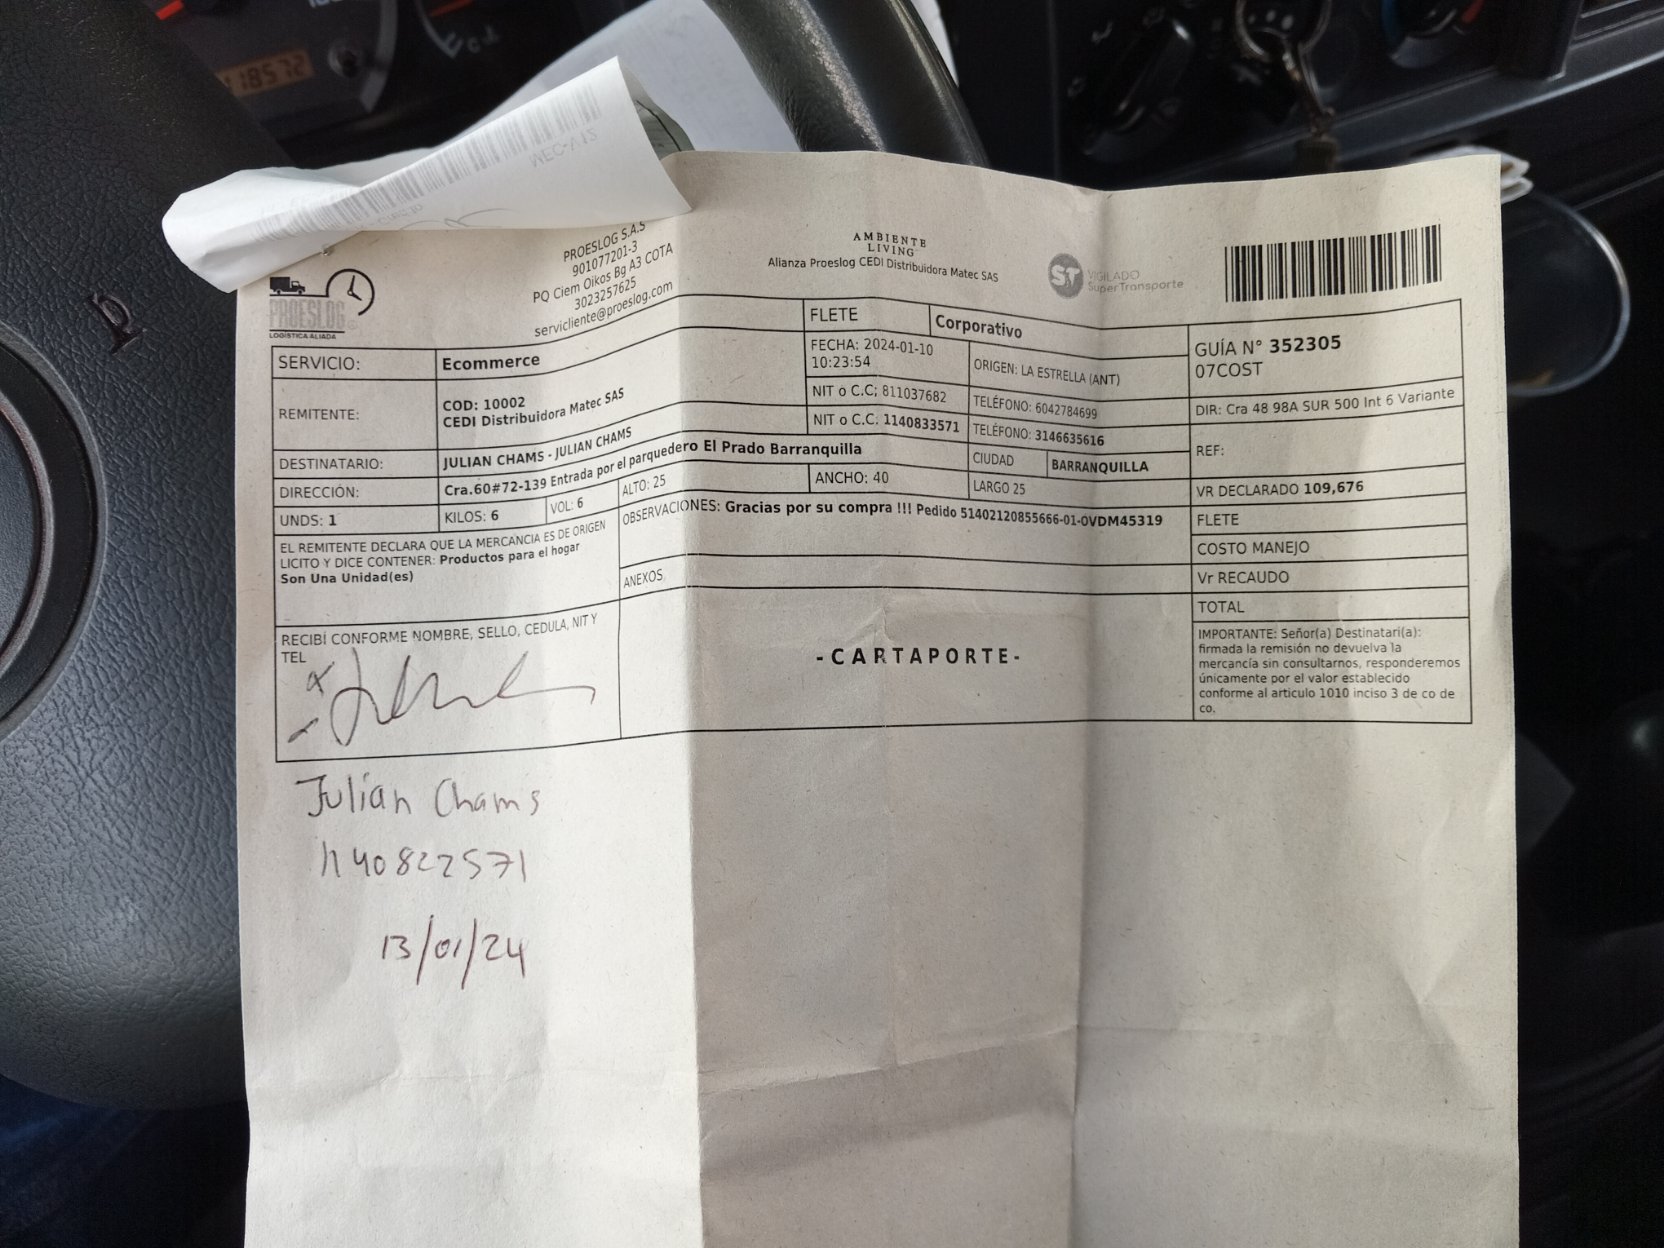 118572
MEC-V12
PROESLOG
LOGÍSTICA ALIADA
PROESLOG S.A.S
901077201-3
PQ Ciem Oikos Bg A3 COTA
3023257625
servicliente@proeslog.com
AMBIENTE
LIVING
Alianza Proeslog CEDI Distribuidora Matec SAS
ST VIGILADO
SuperTransporte
SERVICIO: Ecommerce
FLETE Corporativo
FECHA: 2024-01-10
10:23:54
ORIGEN: LA ESTRELLA (ANT)
GUÍA N° 352305
07COST
REMITENTE: COD: 10002
CEDI Distribuidora Matec SAS
NIT o C.C; 811037682
TELÉFONO: 6042784699
DIR: Cra 48 98A SUR 500 Int 6 Variante
DESTINATARIO: JULIAN CHAMS - JULIAN CHAMS
NIT o C.C. 1140833571
TELÉFONO: 3146635616
REF:
DIRECCIÓN: Cra.60#72-139 Entrada por el parquedero El Prado Barranquilla
CIUDAD BARRANQUILLA
UNDS: 1 KILOS: 6 VOL: 6 ALTO: 25 ANCHO: 40 LARGO 25
VR DECLARADO 109,676
EL REMITENTE DECLARA QUE LA MERCANCIA ES DE ORIGEN
LICITO Y DICE CONTENER: Productos para el hogar
Son Una Unidad(es)
OBSERVACIONES: Gracias por su compra !!! Pedido 51402120855666-01-0VDM45319
ANEXOS
FLETE
COSTO MANEJO
Vr RECAUDO
TOTAL
RECIBÍ CONFORME NOMBRE, SELLO, CEDULA, NIT Y
TEL
-CARTAPORTE-
IMPORTANTE: Señor(a) Destinatari(a):
firmada la remisión no devuelva la
mercancía sin consultarnos, responderemos
únicamente por el valor establecido
conforme al articulo 1010 inciso 3 de co de
co.
Julian Chams
1140822571
13/01/24